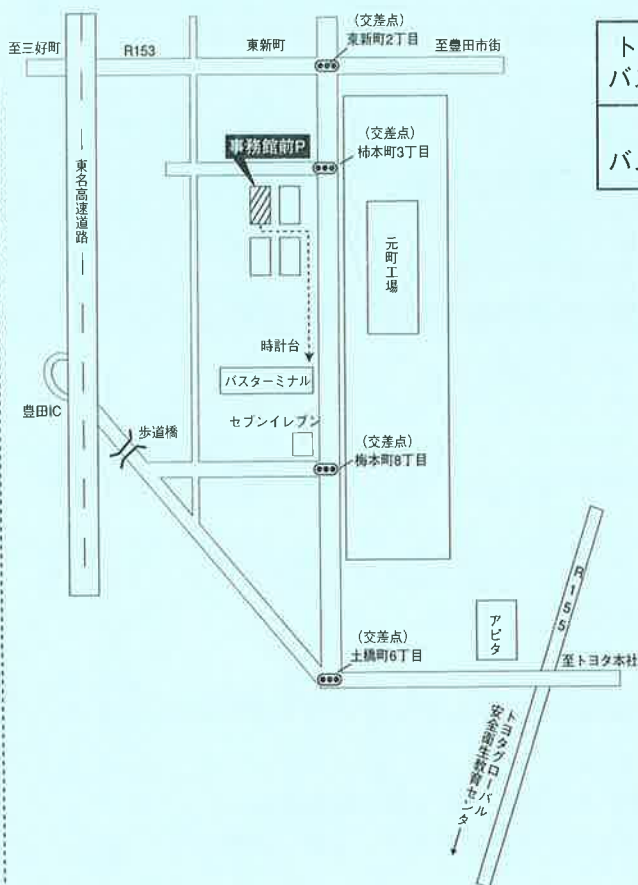 (交差点)
東新町2丁目
至三好町
R153
東新町
至豊田市街
ト
バス
バス
事務館前P
(交差点)
柿本町3丁目
東名高速道路
元町工場
時計台
バスターミナル
豊田IC
歩道橋
セブンイレブン
(交差点)
梅本町8丁目
R155
アピタ
(交差点)
土橋町6丁目
至トヨタ本社
トヨタグローバル
安全衛生教育センタ